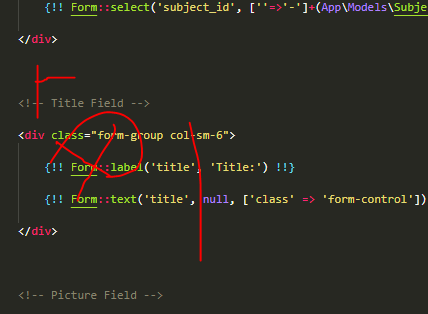 {!! Form::select('subject_id', [''=>'-']+(App\Models\Subje
</div>
<!-- Title Field -->
<div class="form-group col-sm-6">
{!! Form::label('title', 'Title:') !!}
{!! Form::text('title', null, ['class' => 'form-control'])
</div>
<!-- Picture Field -->